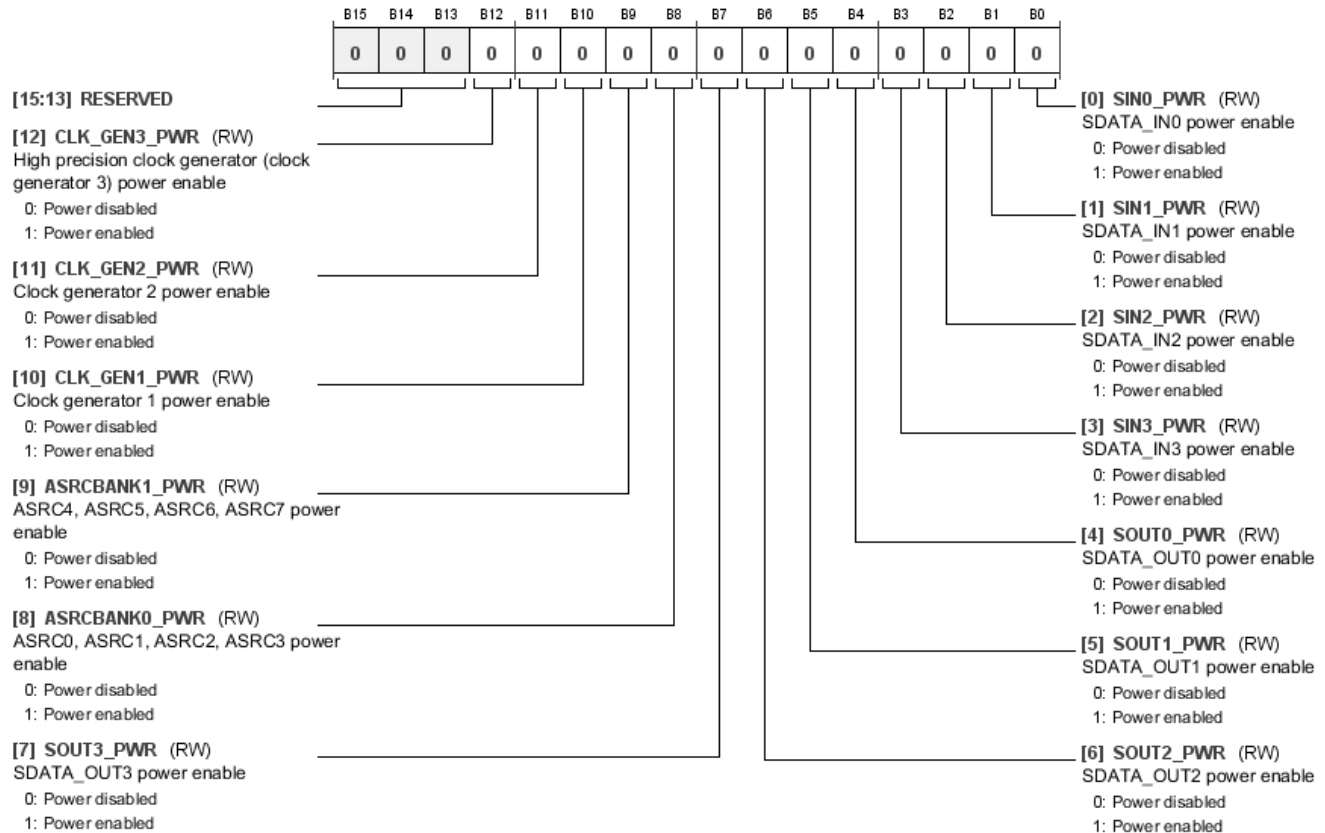 B15 B14 B13 B12 B11 B10 B9 B8 B7 B6 B5 B4 B3 B2 B1 B0
0 0 0 0 0 0 0 0 0 0 0 0 0 0 0 0
[15:13] RESERVED
[12] CLK_GEN3_PWR (RW)
High precision clock generator (clock
generator 3) power enable
0: Power disabled
1: Power enabled
[11] CLK_GEN2_PWR (RW)
Clock generator 2 power enable
0: Power disabled
1: Power enabled
[10] CLK_GEN1_PWR (RW)
Clock generator 1 power enable
0: Power disabled
1: Power enabled
[9] ASRCBANK1_PWR (RW)
ASRC4, ASRC5, ASRC6, ASRC7 power
enable
0: Power disabled
1: Power enabled
[8] ASRCBANK0_PWR (RW)
ASRC0, ASRC1, ASRC2, ASRC3 power
enable
0: Power disabled
1: Power enabled
[7] SOUT3_PWR (RW)
SDATA_OUT3 power enable
0: Power disabled
1: Power enabled
[0] SIN0_PWR (RW)
SDATA_IN0 power enable
0: Power disabled
1: Power enabled
[1] SIN1_PWR (RW)
SDATA_IN1 power enable
0: Power disabled
1: Power enabled
[2] SIN2_PWR (RW)
SDATA_IN2 power enable
0: Power disabled
1: Power enabled
[3] SIN3_PWR (RW)
SDATA_IN3 power enable
0: Power disabled
1: Power enabled
[4] SOUT0_PWR (RW)
SDATA_OUT0 power enable
0: Power disabled
1: Power enabled
[5] SOUT1_PWR (RW)
SDATA_OUT1 power enable
0: Power disabled
1: Power enabled
[6] SOUT2_PWR (RW)
SDATA_OUT2 power enable
0: Power disabled
1: Power enabled